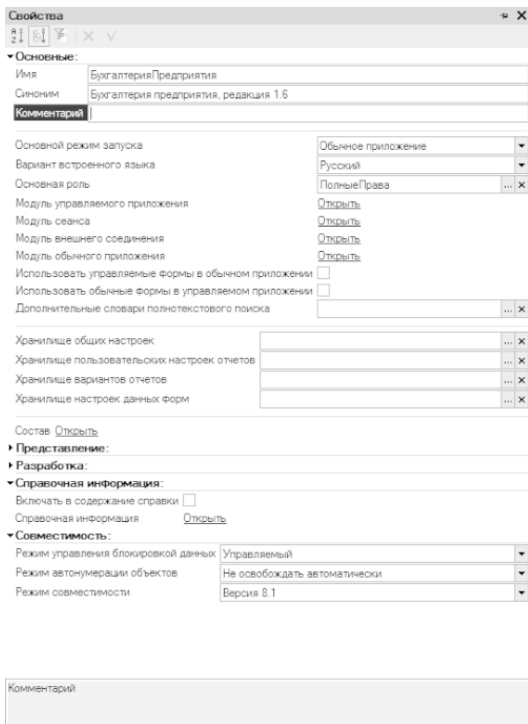 Свойства
Основные:
Имя БухгалтерияПредприятия
Синоним Бухгалтерия предприятия, редакция 1.6
Комментарий
Основной режим запуска Обычное приложение
Вариант встроенного языка Русский
Основная роль ПолныеПрава ...
Модуль управляемого приложения Открыть
Модуль сеанса Открыть
Модуль внешнего соединения Открыть
Модуль обычного приложения Открыть
Использовать управляемые формы в обычном приложении
Использовать обычные формы в управляемом приложении
Дополнительные словари полнотекстового поиска ...
Хранилище общих настроек ...
Хранилище пользовательских настроек отчетов ...
Хранилище вариантов отчетов ...
Хранилище настроек данных форм ...
Состав Открыть
Представление:
Разработка:
Справочная информация:
Включать в содержание справки
Справочная информация Открыть
Совместимость:
Режим управления блокировкой данных Управляемый
Режим автонумерации объектов Не освобождать автоматически
Режим совместимости Версия 8.1
Комментарий